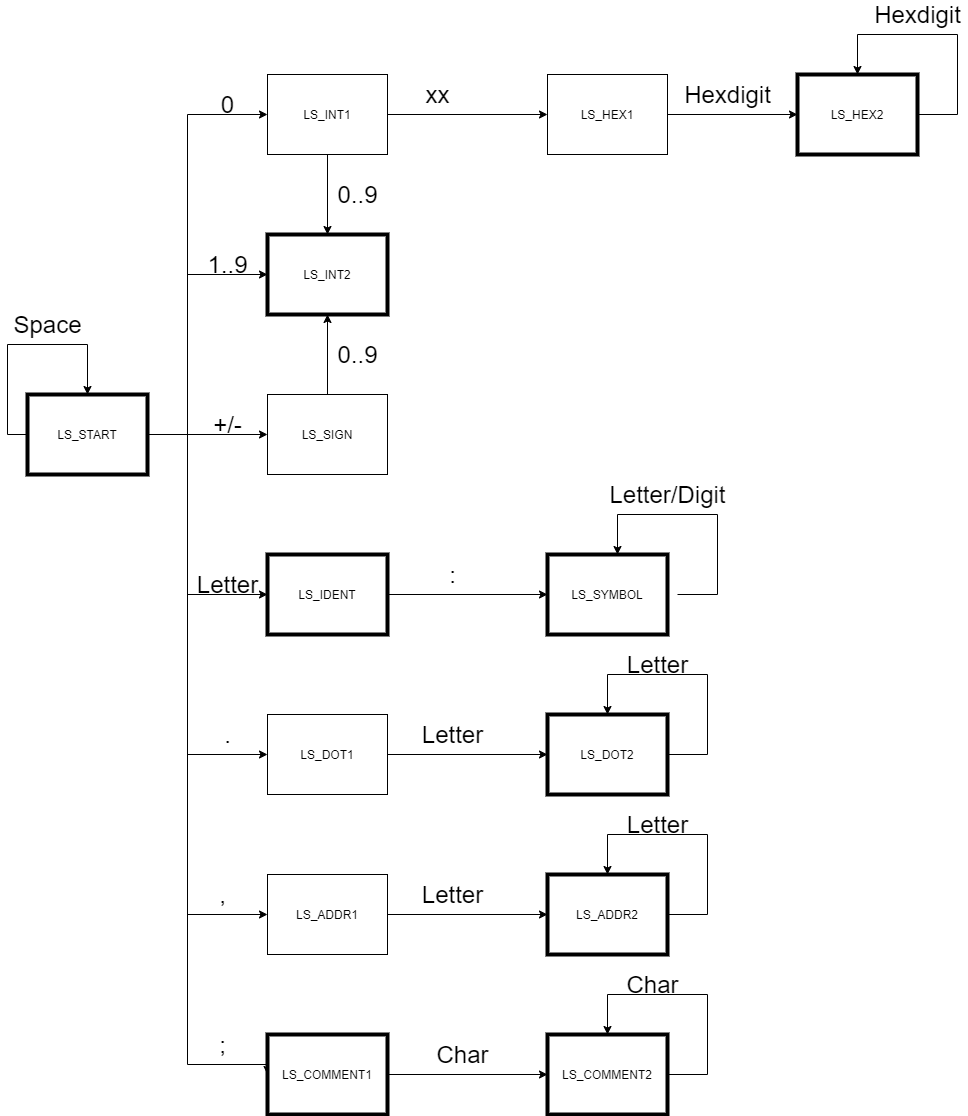 Hexdigit
0
LS_INT1
xx
LS_HEX1
Hexdigit
LS_HEX2
0..9
1..9
LS_INT2
Space
0..9
LS_START
+/-
LS_SIGN
Letter/Digit
Letter
LS_IDENT
:
LS_SYMBOL
Letter
.
LS_DOT1
Letter
LS_DOT2
Letter
,
LS_ADDR1
Letter
LS_ADDR2
Char
;
LS_COMMENT1
Char
LS_COMMENT2